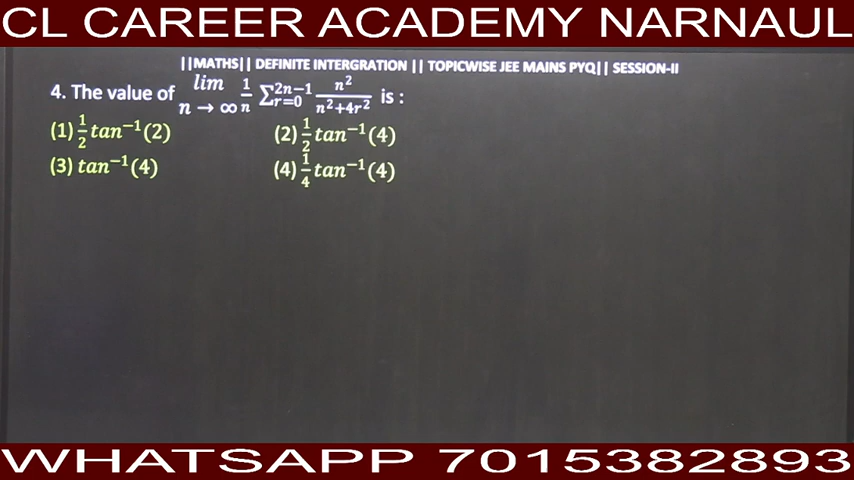 CL CAREER ACADEMY NARNAUL
||MATHS|| DEFINITE INTERGRATION || TOPICWISE JEE MAINS PYQ|| SESSION-II
4. The value of lim n → ∞ 1/n ∑_{r=0}^{2n−1} n²/(n²+4r²) is :
(1) 1/2 tan⁻¹(2) (2) 1/2 tan⁻¹(4)
(3) tan⁻¹(4) (4) 1/4 tan⁻¹(4)
WHATSAPP 7015382893